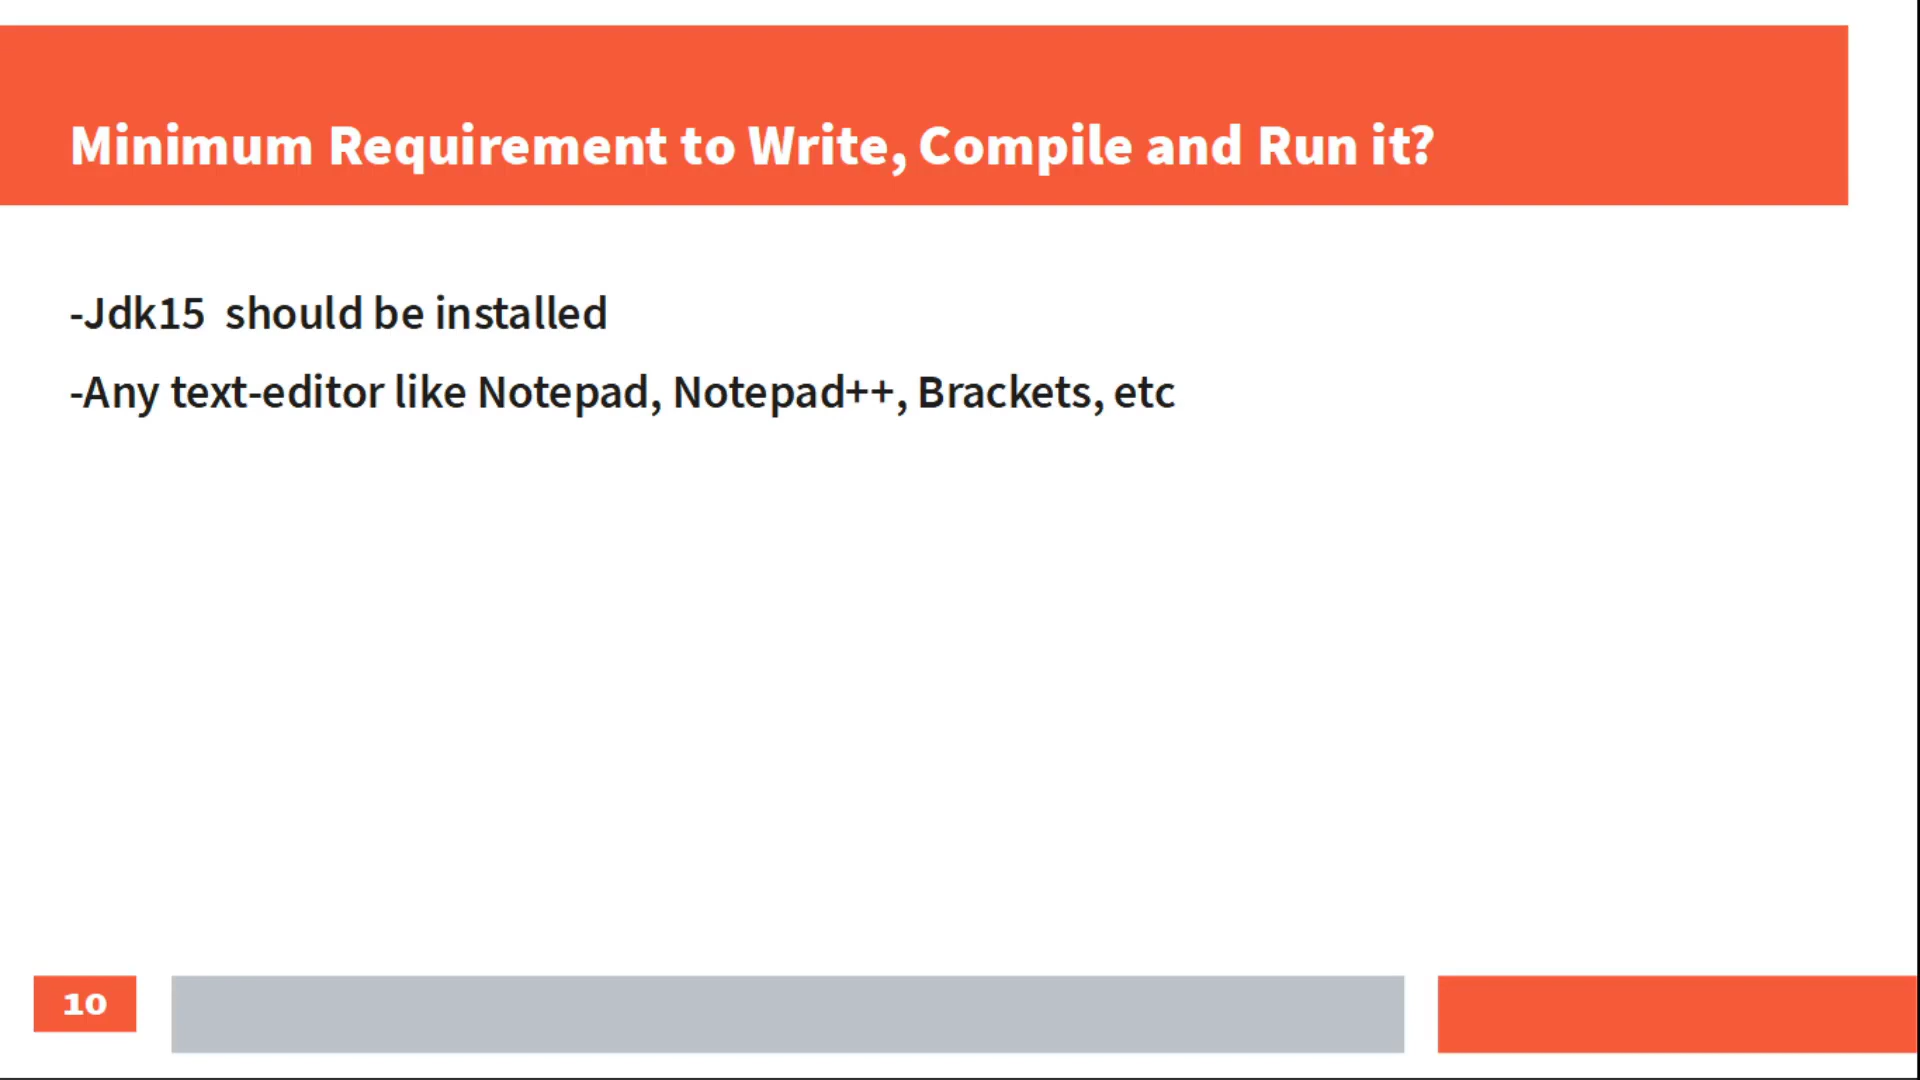 Minimum Requirement to Write, Compile and Run it?
-Jdk15  should be installed
-Any text-editor like Notepad, Notepad++, Brackets, etc
10